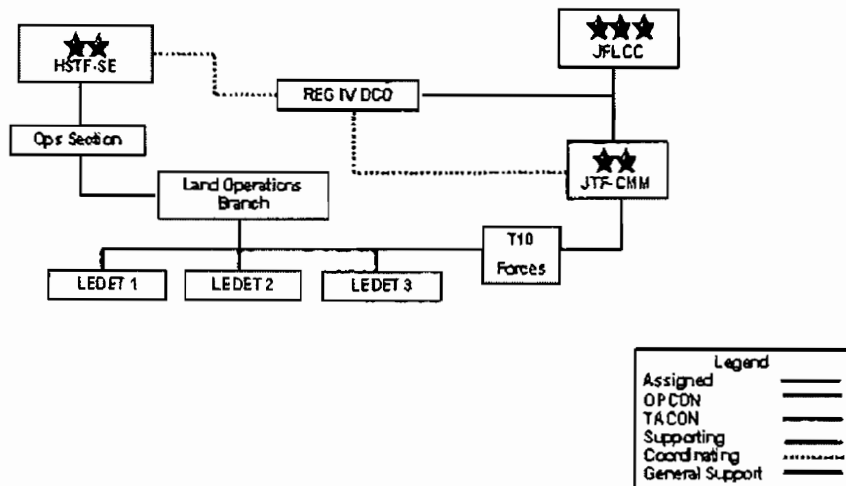 HSTF-SE
JFLCC
REG IV DCO
Ops Section
JTF-CMM
Land Operations
Branch
T10
Forces
LEDET 1
LEDET 2
LEDET 3
Legend
Assigned
OPCON
TACON
Supporting
Coordinating
General Support